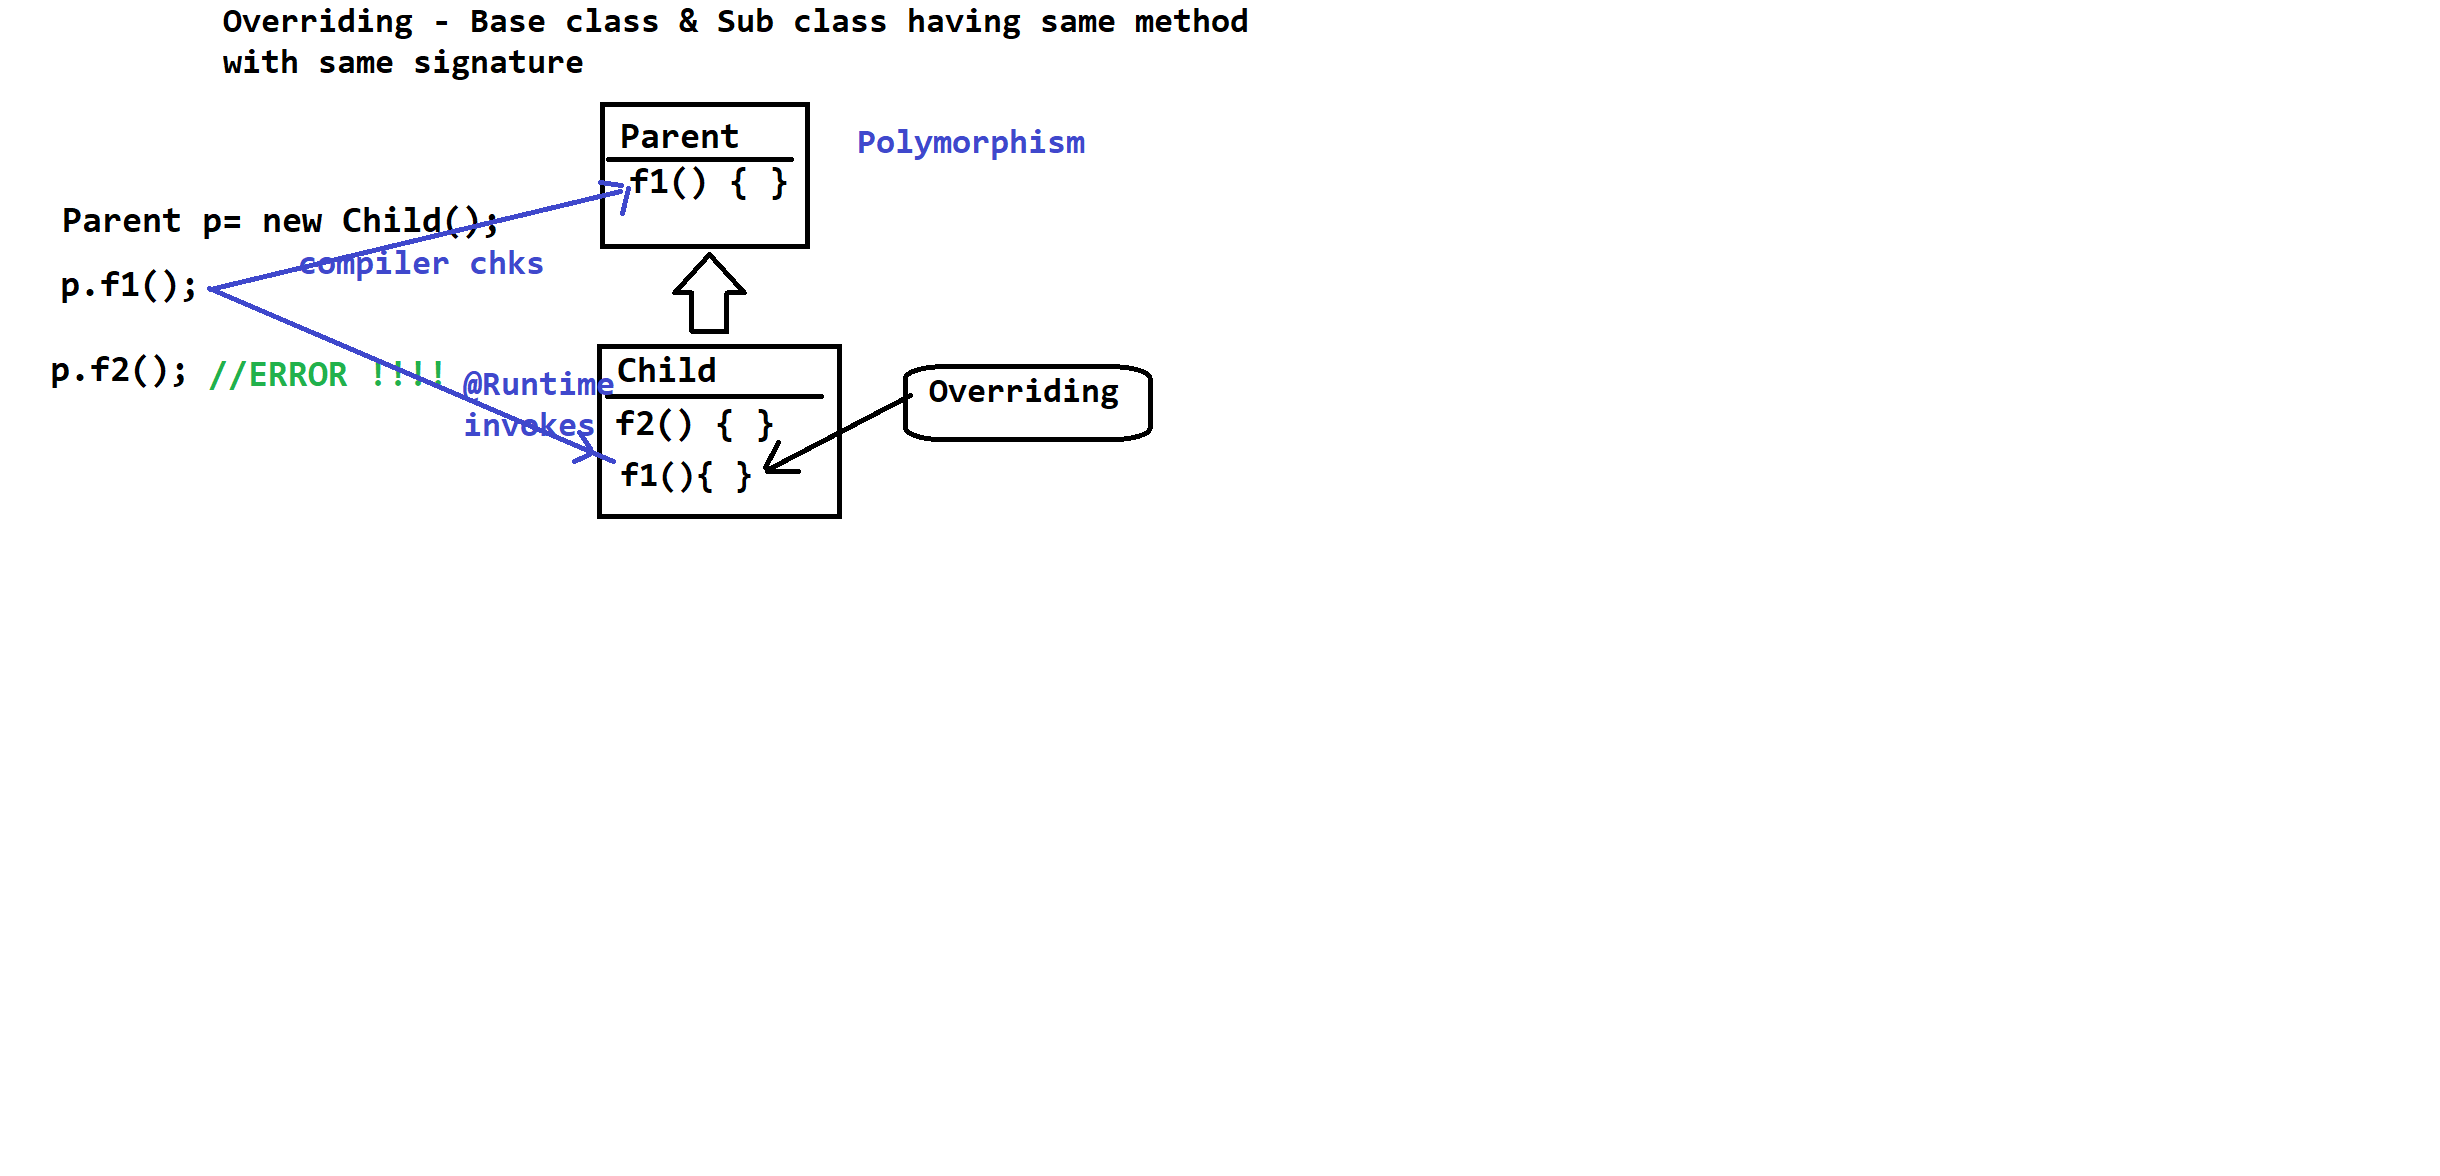 Overriding - Base class & Sub class having same method
with same signature
Parent
Polymorphism
f1() { }
Parent p= new Child();
compiler chks
p.f1();
p.f2(); //ERROR !!!!
@Runtime
invokes
Child
f2() { }
f1(){ }
Overriding